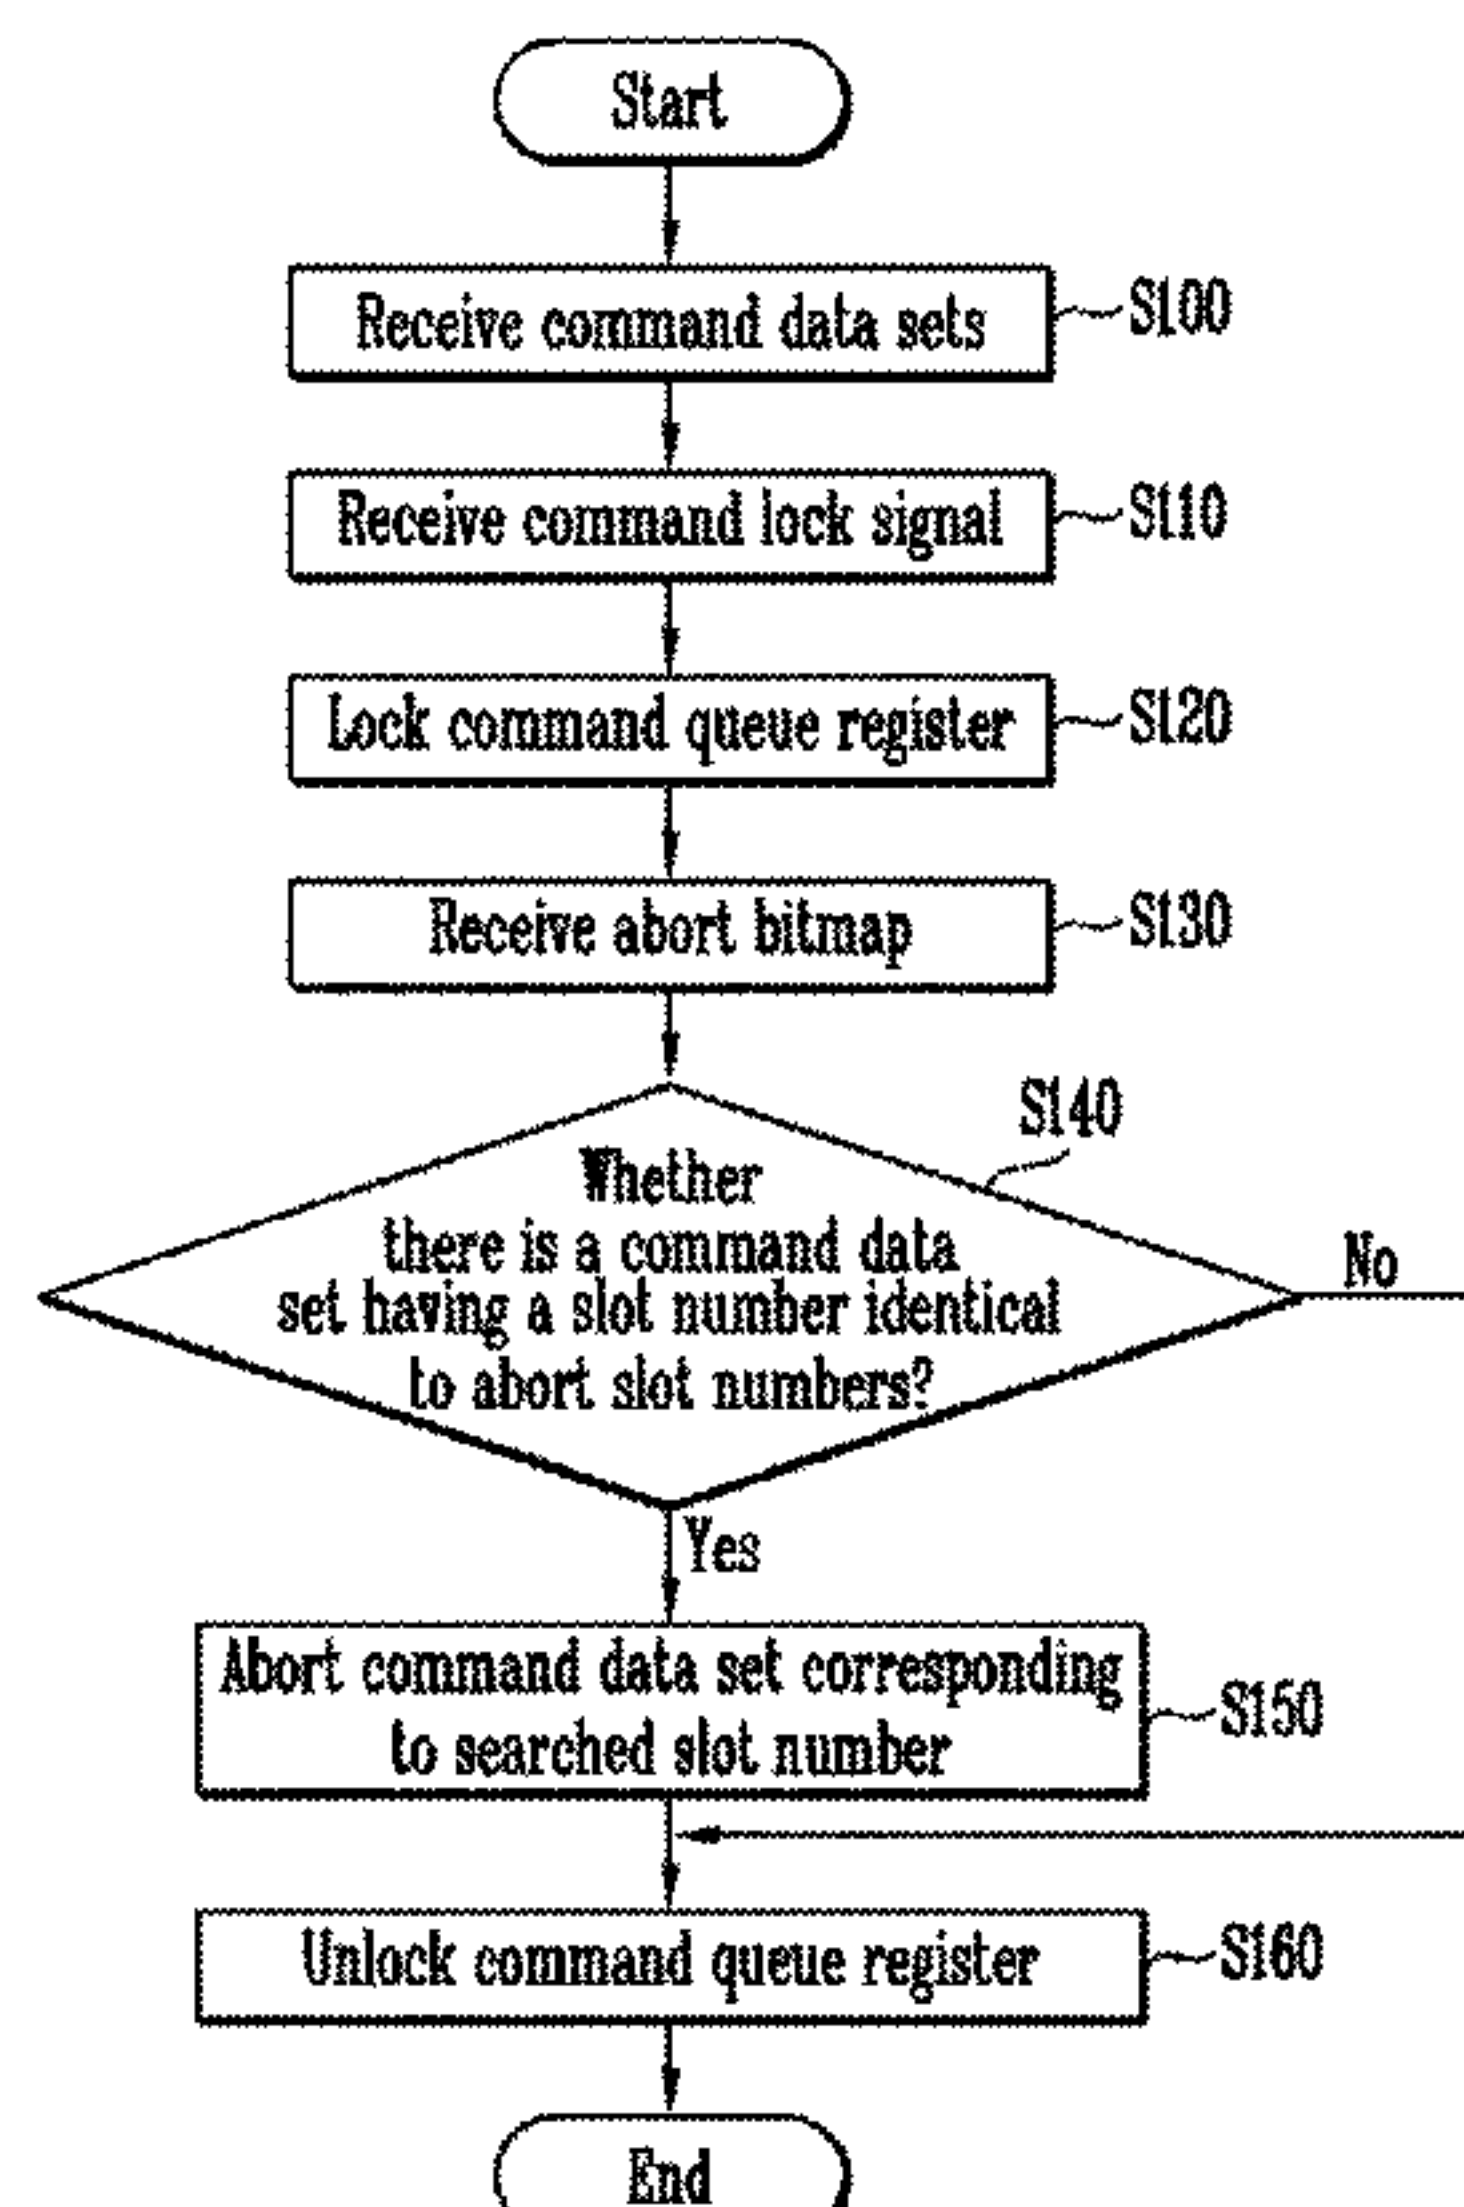 Start
Receive command data sets
S100
Receive command lock signal
S110
Lock command queue register
S120
Receive abort bitmap
S130
S140
Whether
there is a command data
set having a slot number identical
to abort slot numbers?
No
Yes
Abort command data set corresponding
to searched slot number
S150
Unlock command queue register
S160
End